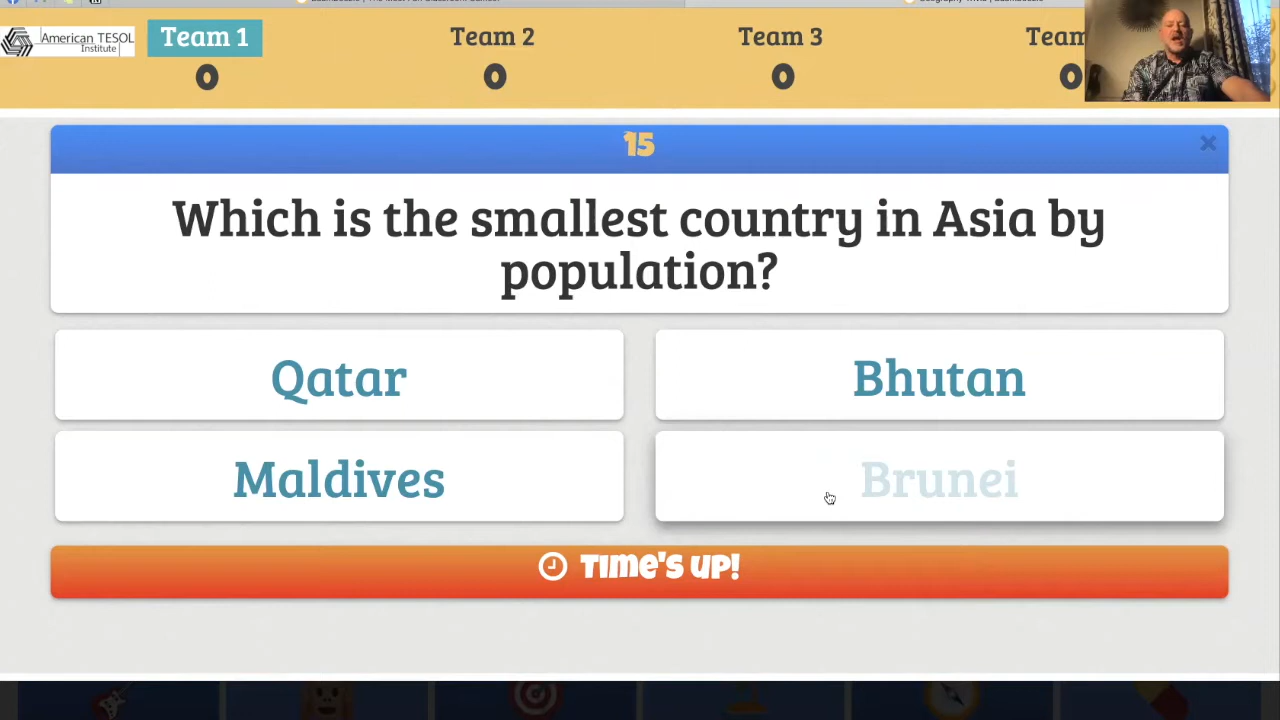 American TESOL
Institute
Team 1
Team 2
Team 3
Team
0
0
0
0
15
Which is the smallest country in Asia by
population?
Qatar
Bhutan
Maldives
Brunei
Time's up!